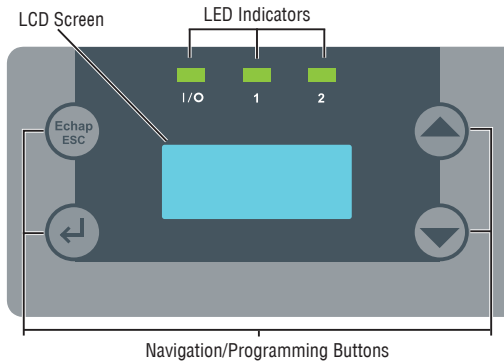 LCD Screen
LED Indicators
I/O
1
2
Echap
ESC
Navigation/Programming Buttons